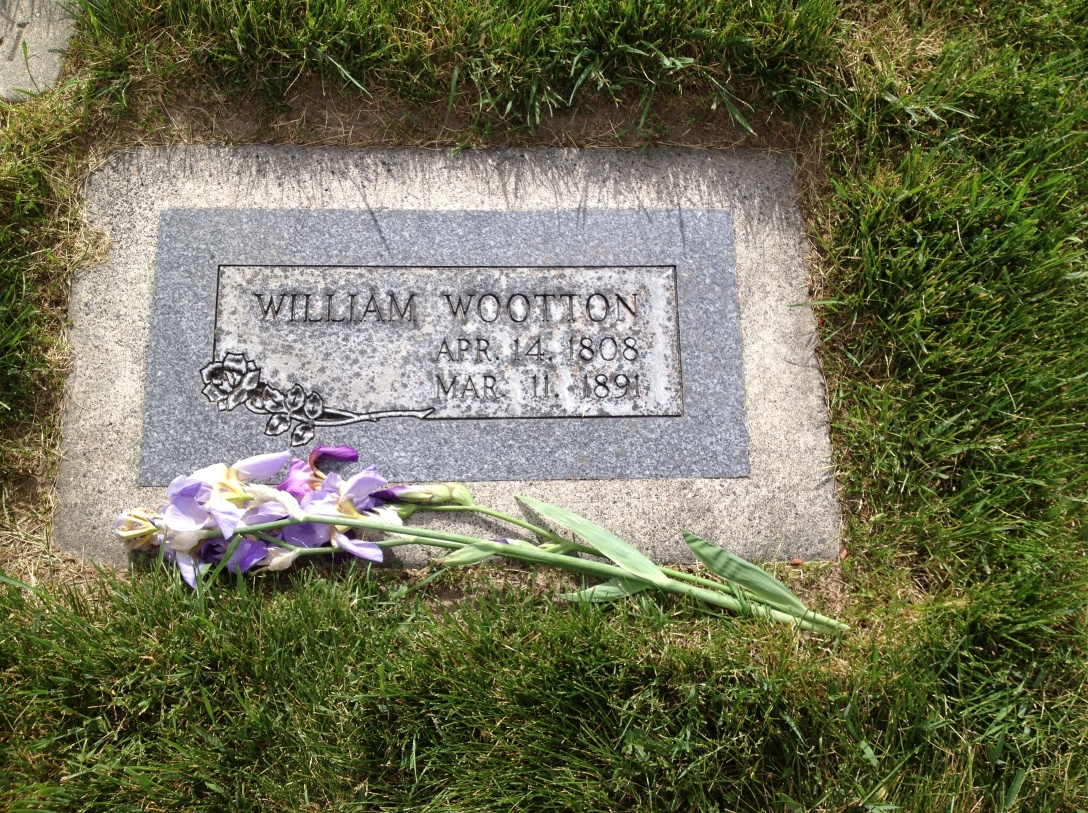 WILLIAM WOOTTON
APR. 14. 1808
MAR. 11. 1891